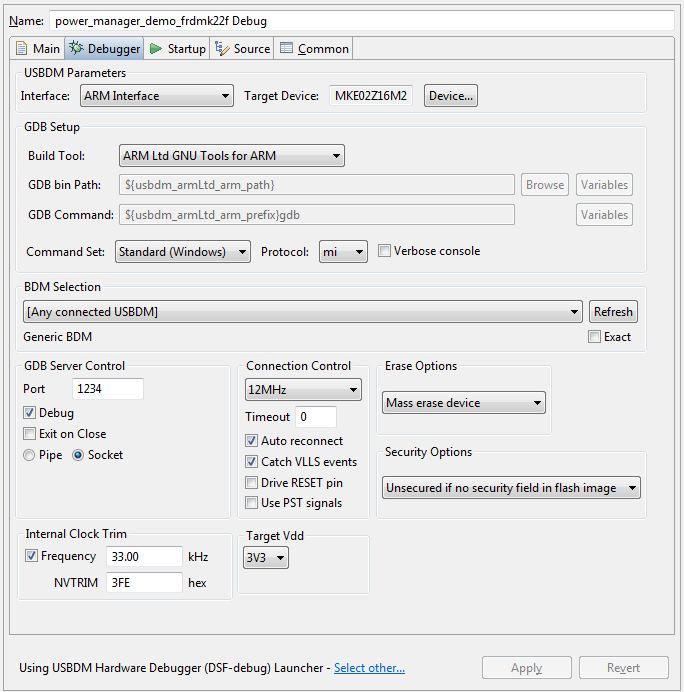 Name: power_manager_demo_frdmk22f Debug
Main Debugger Startup Source Common
USBDM Parameters
Interface: ARM Interface Target Device: MKE02Z16M2 Device...
GDB Setup
Build Tool: ARM Ltd GNU Tools for ARM
GDB bin Path: ${usbdm_armLtd_arm_path} Browse Variables
GDB Command: ${usbdm_armLtd_arm_prefix}gdb Variables
Command Set: Standard (Windows) Protocol: mi Verbose console
BDM Selection
[Any connected USBDM] Refresh
Generic BDM Exact
GDB Server Control
Port 1234
Debug
Exit on Close
Pipe Socket
Connection Control
12MHz
Timeout 0
Auto reconnect
Catch VLLS events
Drive RESET pin
Use PST signals
Erase Options
Mass erase device
Security Options
Unsecured if no security field in flash image
Internal Clock Trim
Frequency 33.00 kHz
NVTRIM 3FE hex
Target Vdd
3V3
Using USBDM Hardware Debugger (DSF-debug) Launcher - Select other...
Apply Revert